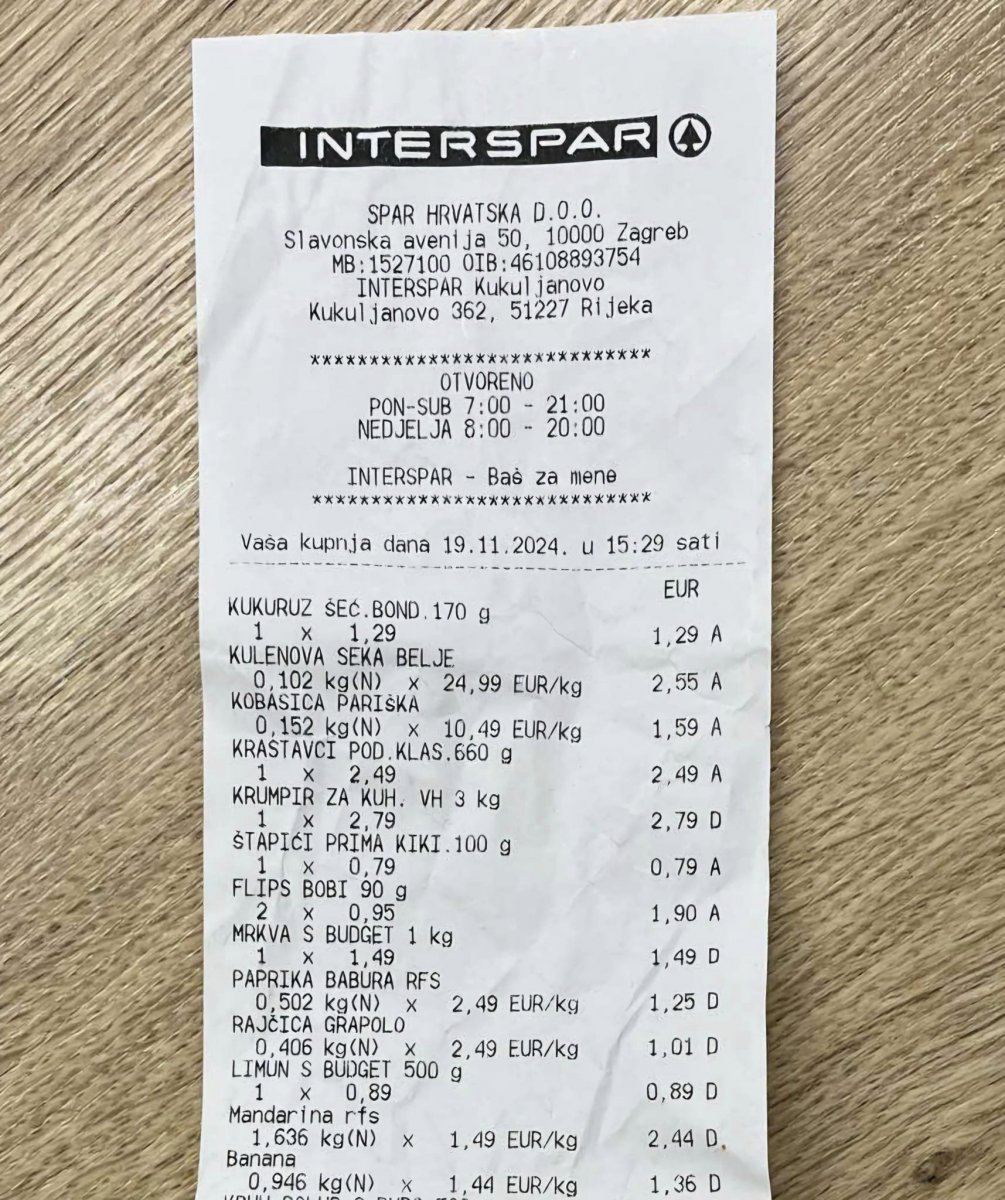 INTERSPAR
SPAR HRVATSKA D.O.O.
Slavonska avenija 50, 10000 Zagreb
MB:1527100 OIB:46108893754
INTERSPAR Kukuljanovo
Kukuljanovo 362, 51227 Rijeka
*****************************
OTVORENO
PON-SUB 7:00 - 21:00
NEDJELJA 8:00 - 20:00
INTERSPAR - Baš za mene
*****************************
Vaša kupnja dana 19.11.2024. u 15:29 sati
EUR
KUKURUZ ŠEĆ.BOND.170 g
1 x 1,29 1,29 A
KULENOVA SEKA BELJE
0,102 kg(N) x 24,99 EUR/kg 2,55 A
KOBASICA PARIŠKA
0,152 kg(N) x 10,49 EUR/kg 1,59 A
KRASTAVCI POD.KLAS.660 g
1 x 2,49 2,49 A
KRUMPIR ZA KUH. VH 3 kg
1 x 2,79 2,79 D
ŠTAPIĆI PRIMA KIKI.100 g
1 x 0,79 0,79 A
FLIPS BOBI 90 g
2 x 0,95 1,90 A
MRKVA S BUDGET 1 kg
1 x 1,49 1,49 D
PAPRIKA BABURA RFS
0,502 kg(N) x 2,49 EUR/kg 1,25 D
RAJČICA GRAPOLO
0,406 kg(N) x 2,49 EUR/kg 1,01 D
LIMUN S BUDGET 500 g
1 x 0,89 0,89 D
Mandarina rfs
1,636 kg(N) x 1,49 EUR/kg 2,44 D
Banana
0,946 kg(N) x 1,44 EUR/kg 1,36 D